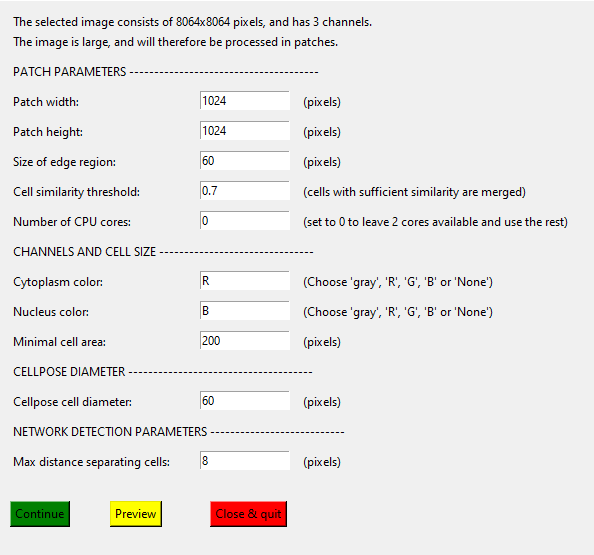 The selected image consists of 8064x8064 pixels, and has 3 channels.
The image is large, and will therefore be processed in patches.
PATCH PARAMETERS --------------------------------------
Patch width: 1024 (pixels)
Patch height: 1024 (pixels)
Size of edge region: 60 (pixels)
Cell similarity threshold: 0.7 (cells with sufficient similarity are merged)
Number of CPU cores: 0 (set to 0 to leave 2 cores available and use the rest)
CHANNELS AND CELL SIZE -------------------------------
Cytoplasm color: R (Choose 'gray', 'R', 'G', 'B' or 'None')
Nucleus color: B (Choose 'gray', 'R', 'G', 'B' or 'None')
Minimal cell area: 200 (pixels)
CELLPOSE DIAMETER -------------------------------------
Cellpose cell diameter: 60 (pixels)
NETWORK DETECTION PARAMETERS ---------------------------
Max distance separating cells: 8 (pixels)
Continue Preview Close & quit